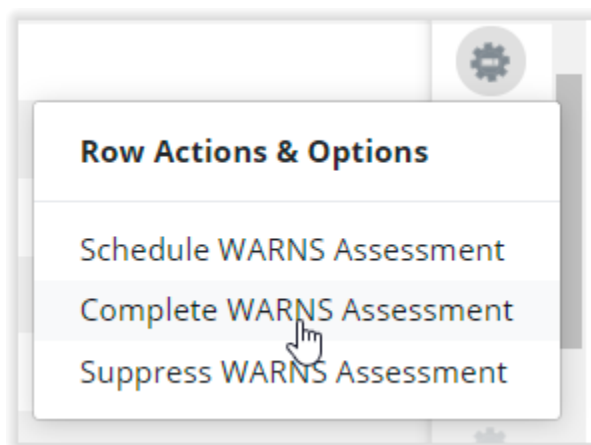 Row Actions & Options
Schedule WARNS Assessment
Complete WARNS Assessment
Suppress WARNS Assessment